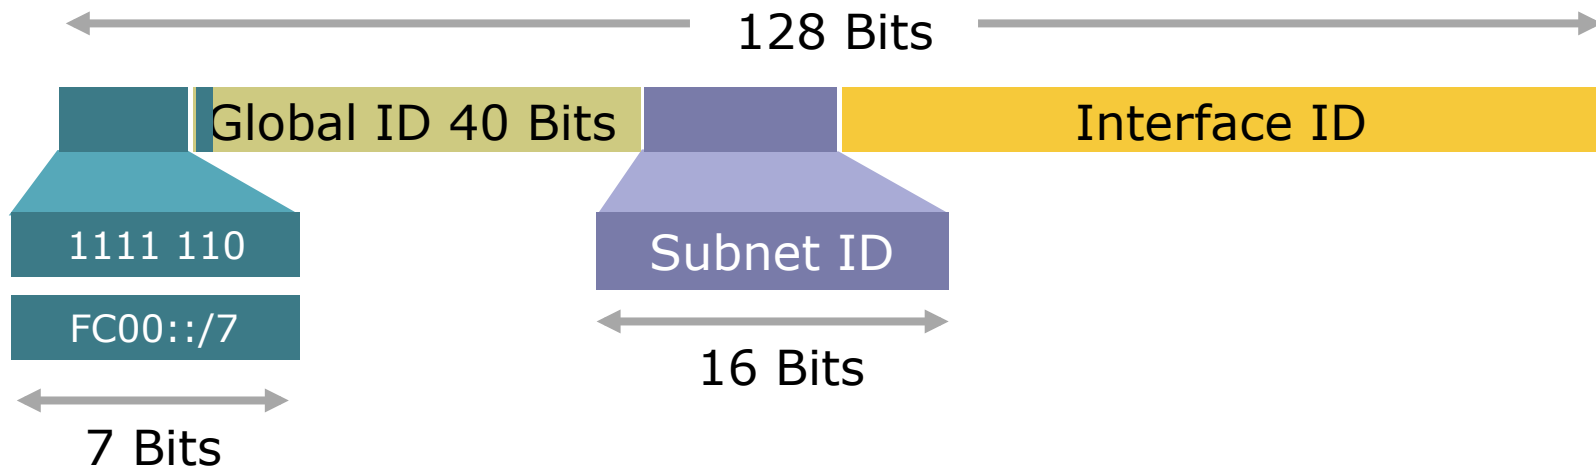 128 Bits
Global ID 40 Bits
Interface ID
1111 110
Subnet ID
FC00::/7
16 Bits
7 Bits